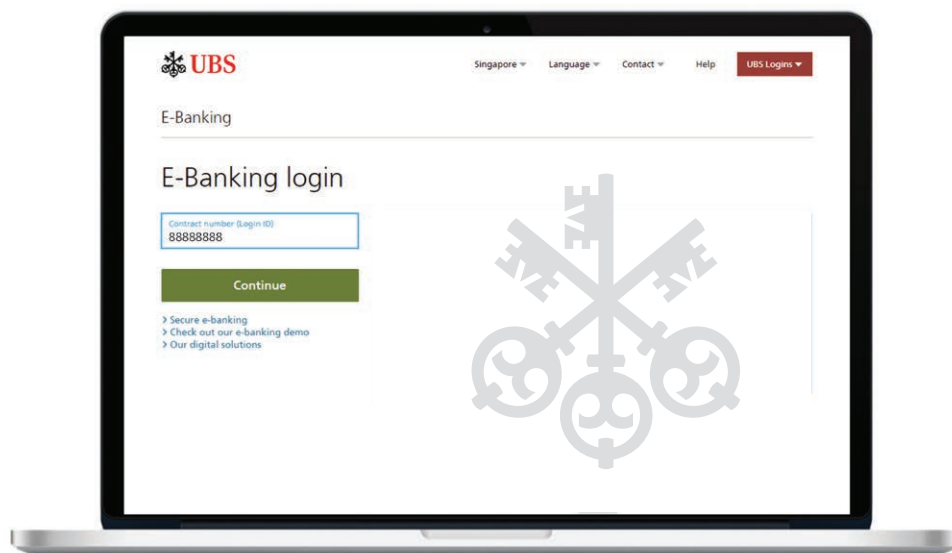 UBS
Singapore Language Contact Help UBS Logins
E-Banking
E-Banking login
Contract number (Login ID)
88888888
Continue
> Secure e-banking
> Check out our e-banking demo
> Our digital solutions